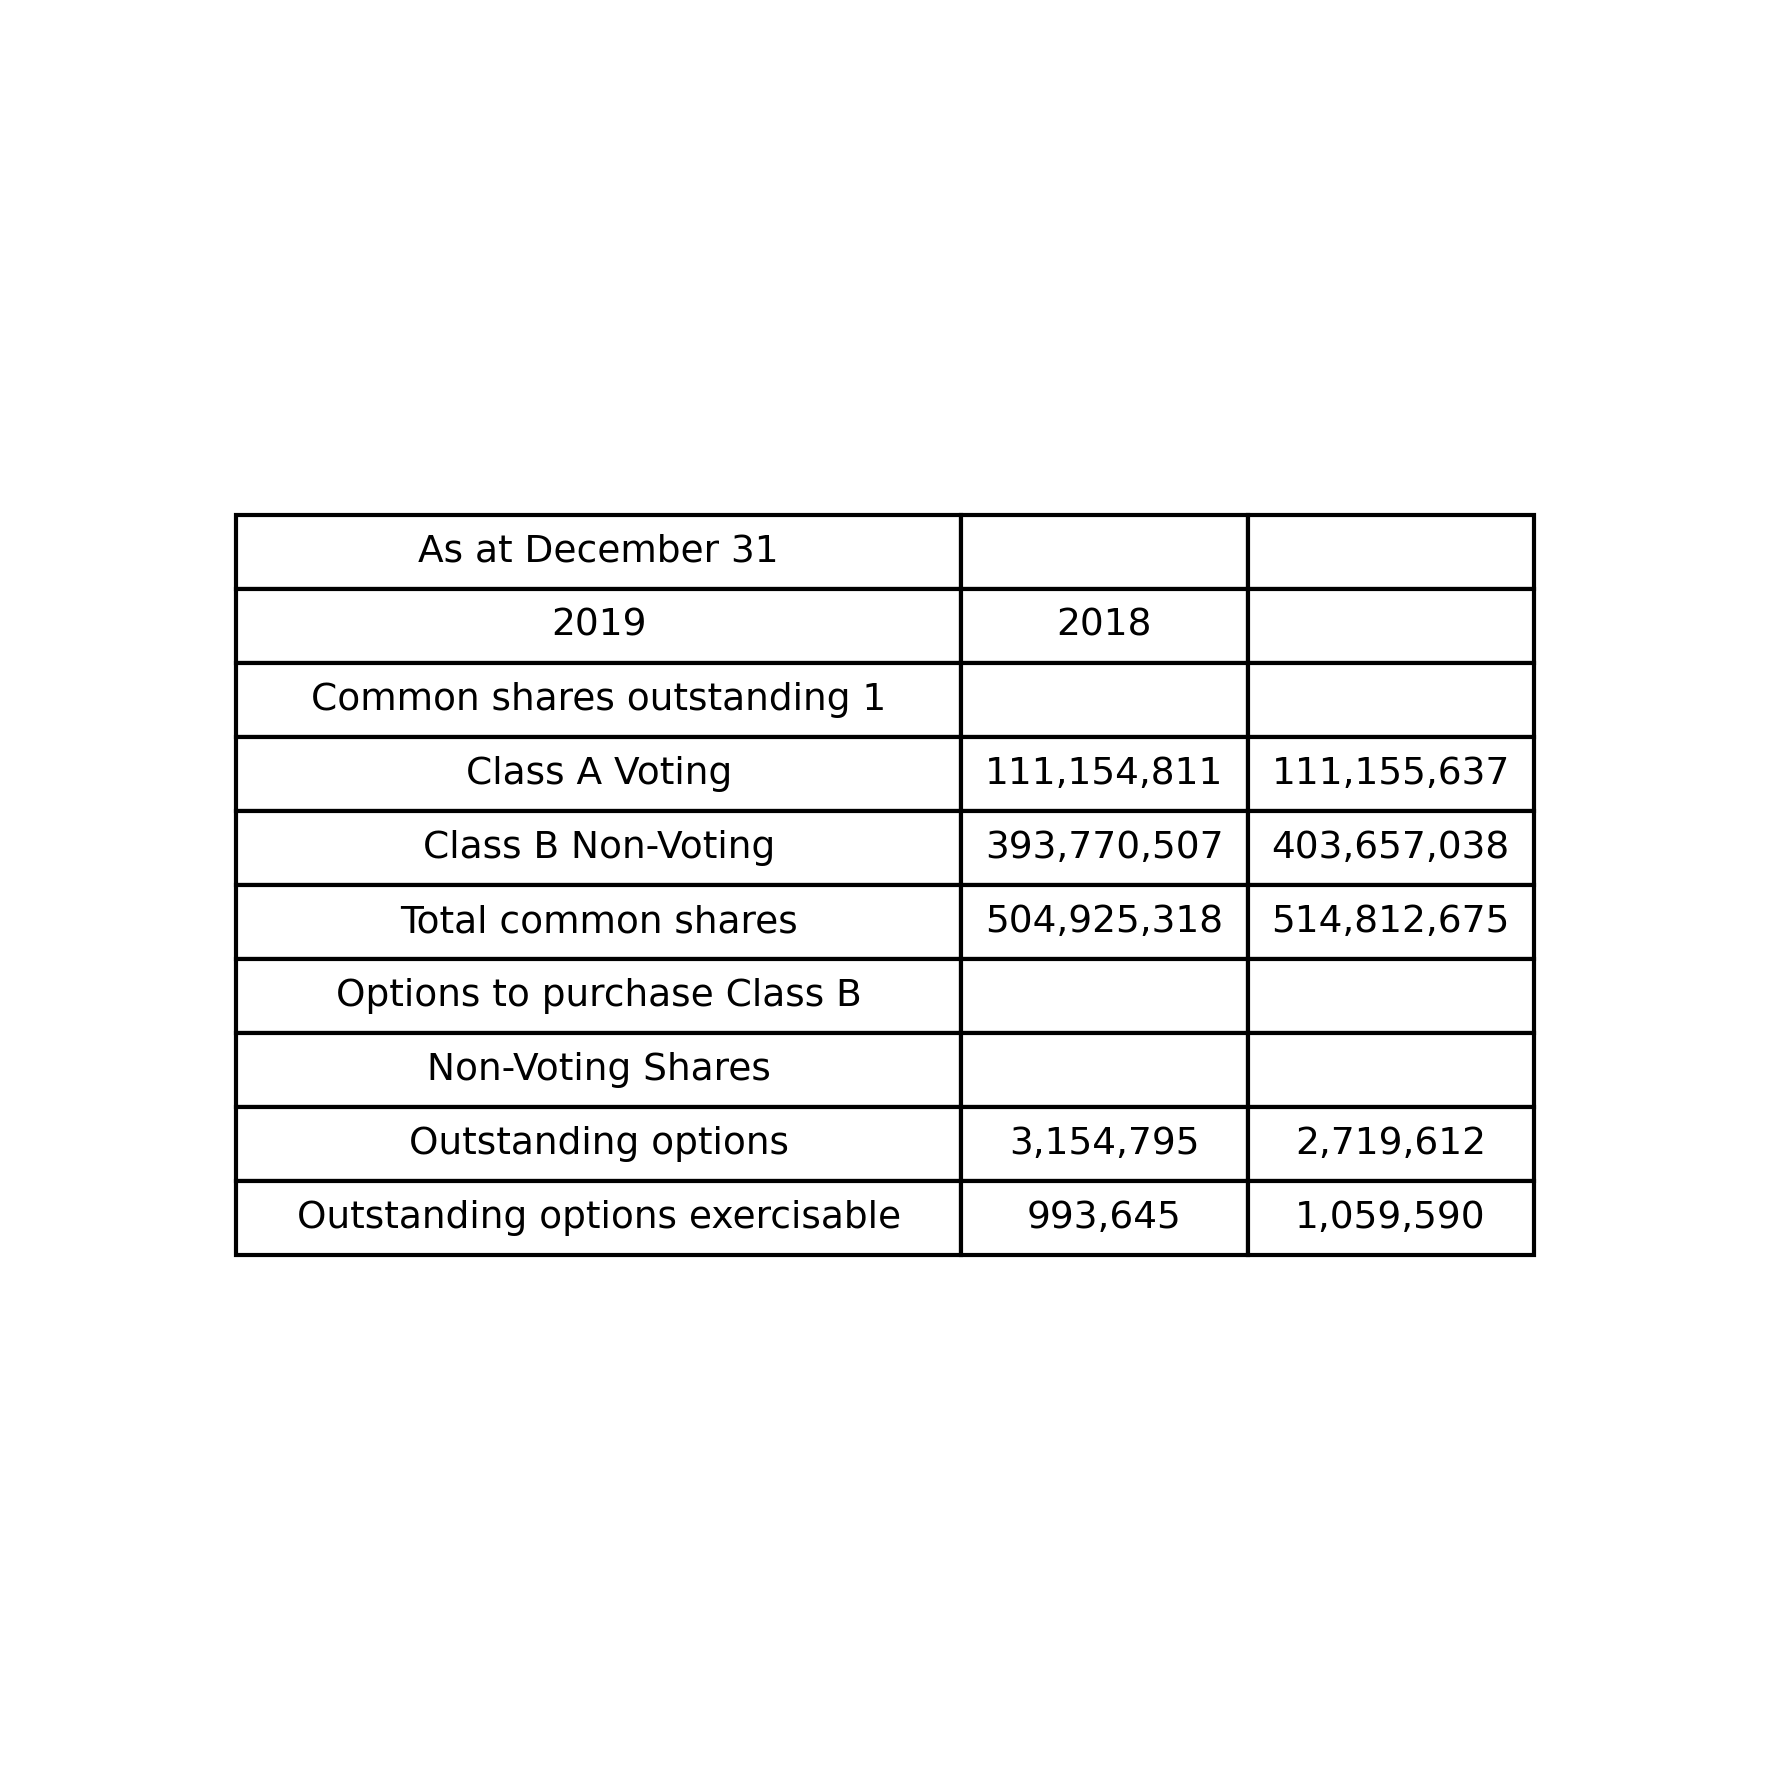 As at December 31
2019 2018
Common shares outstanding 1
Class A Voting 111,154,811 111,155,637
Class B Non-Voting 393,770,507 403,657,038
Total common shares 504,925,318 514,812,675
Options to purchase Class B
Non-Voting Shares
Outstanding options 3,154,795 2,719,612
Outstanding options exercisable 993,645 1,059,590